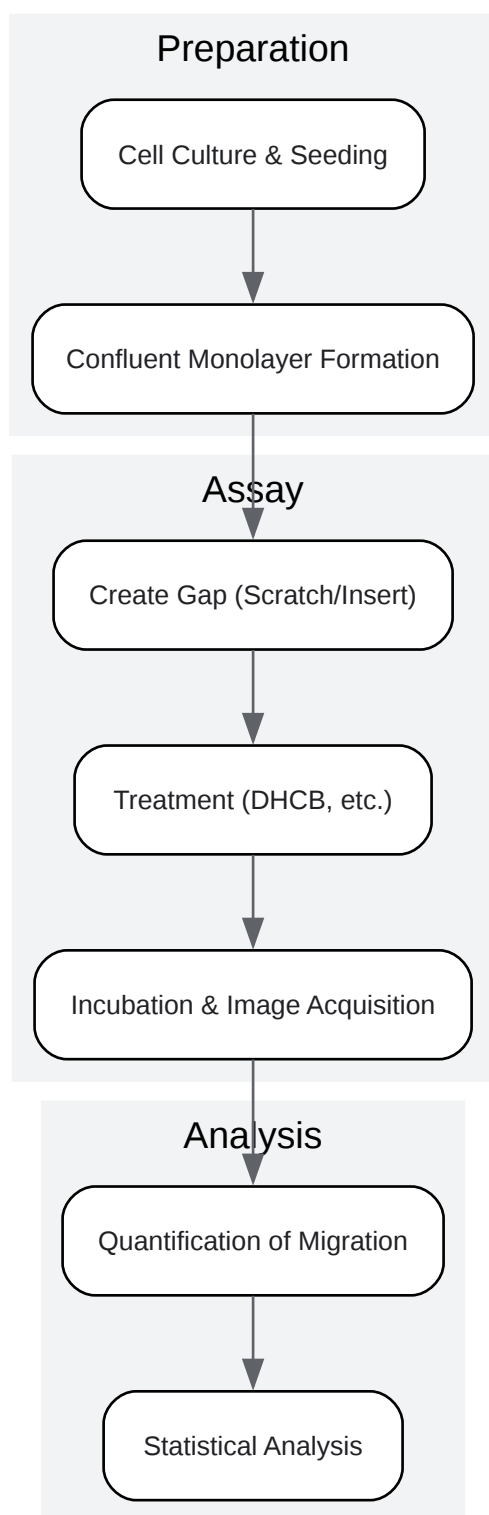 Preparation
Cell Culture & Seeding
Confluent Monolayer Formation
Assay
Create Gap (Scratch/Insert)
Treatment (DHCB, etc.)
Incubation & Image Acquisition
Analysis
Quantification of Migration
Statistical Analysis